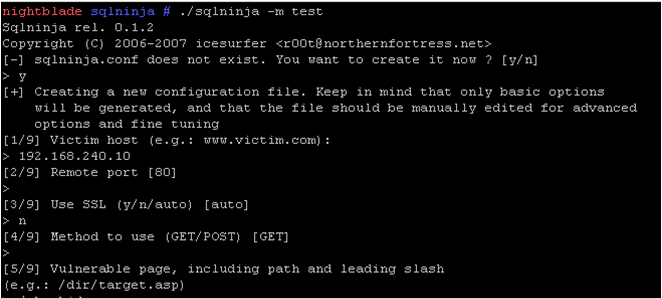 nightblade sqlninja # ./sqlninja -m test
Sqlninja rel. 0.1.2
Copyright (C) 2006-2007 icesurfer <r00t@northernfortress.net>
[-] sqlninja.conf does not exist. You want to create it now ? [y/n]
> y
[+] Creating a new configuration file. Keep in mind that only basic options
will be generated, and that the file should be manually edited for advanced
options and fine tuning
[1/9] Victim host (e.g.: www.victim.com):
> 192.168.240.10
[2/9] Remote port [80]
>
[3/9] Use SSL (y/n/auto) [auto]
> n
[4/9] Method to use (GET/POST) [GET]
>
[5/9] Vulnerable page, including path and leading slash
(e.g.: /dir/target.asp)